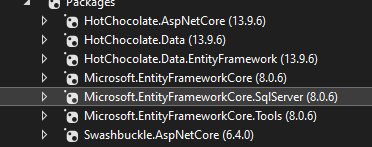 Packages
HotChocolate.AspNetCore (13.9.6)
HotChocolate.Data (13.9.6)
HotChocolate.Data.EntityFramework (13.9.6)
Microsoft.EntityFrameworkCore (8.0.6)
Microsoft.EntityFrameworkCore.SqlServer (8.0.6)
Microsoft.EntityFrameworkCore.Tools (8.0.6)
Swashbuckle.AspNetCore (6.4.0)